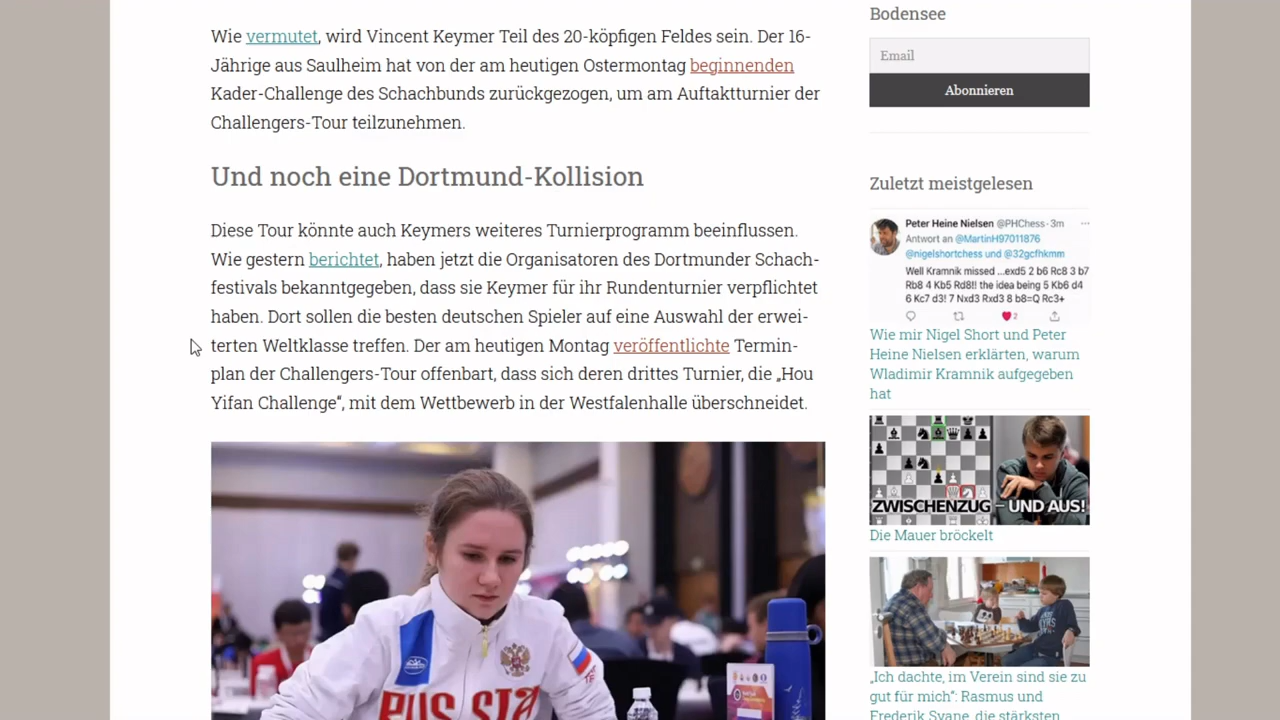 Wie vermutet, wird Vincent Keymer Teil des 20-köpfigen Feldes sein. Der 16-
Jährige aus Saulheim hat von der am heutigen Ostermontag beginnenden
Kader-Challenge des Schachbunds zurückgezogen, um am Auftaktturnier der
Challengers-Tour teilzunehmen.
Und noch eine Dortmund-Kollision
Diese Tour könnte auch Keymers weiteres Turnierprogramm beeinflussen.
Wie gestern berichtet, haben jetzt die Organisatoren des Dortmunder Schach-
festivals bekanntgegeben, dass sie Keymer für ihr Rundenturnier verpflichtet
haben. Dort sollen die besten deutschen Spieler auf eine Auswahl der erwei-
terten Weltklasse treffen. Der am heutigen Montag veröffentlichte Termin-
plan der Challengers-Tour offenbart, dass sich deren drittes Turnier, die „Hou
Yifan Challenge“, mit dem Wettbewerb in der Westfalenhalle überschneidet.
RUSSIA
Bodensee
Email
Abonnieren
Zuletzt meistgelesen
Peter Heine Nielsen @PHChess · 3m
Antwort an @MartinH97011876
@nigelshortchess und @32gcfhkmm
Well Kramnik missed ...exd5 2 b6 Rc8 3 b7
Rb8 4 Kb5 Rd8!! the idea being 5 Kb6 d4
6 Kc7 d3! 7 Nxd3 Rxd3 8 b8=Q Rc3+
2
Wie mir Nigel Short und Peter
Heine Nielsen erklärten, warum
Wladimir Kramnik aufgegeben
hat
ZWISCHENZUG – UND AUS!
Die Mauer bröckelt
„Ich dachte, im Verein sind sie zu
gut für mich“: Rasmus und
Frederik Svane, die stärksten